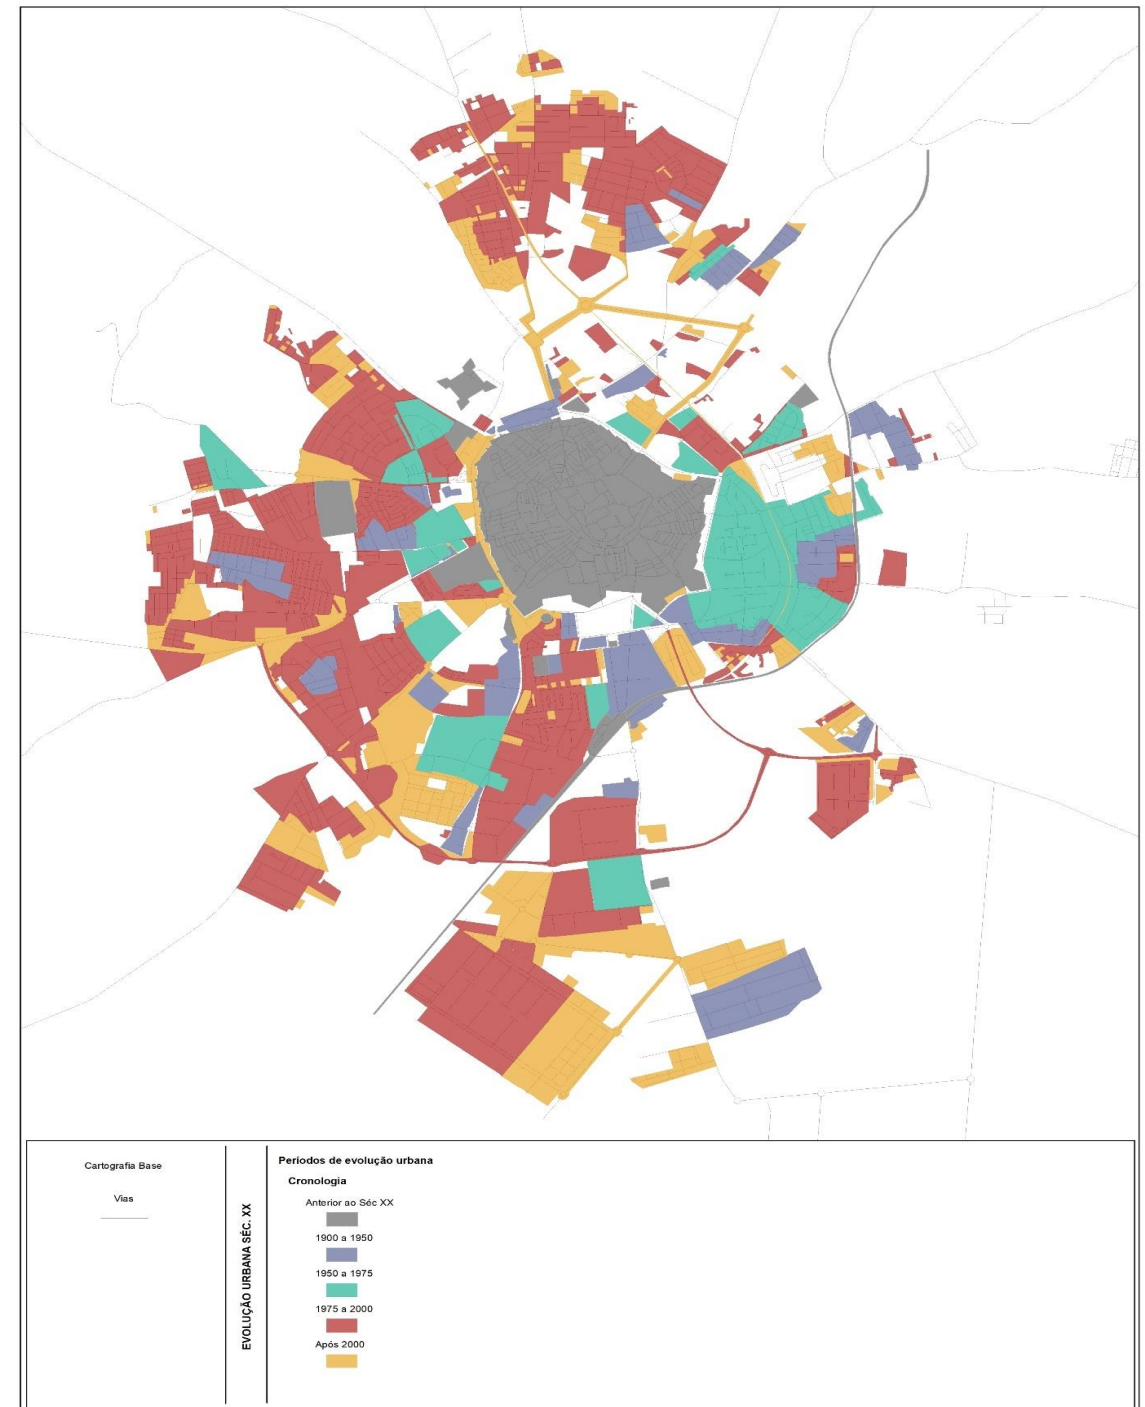 Cartografia Base
Vias
EVOLUÇÃO URBANA SÉC. XX
Períodos de evolução urbana
Cronologia
Anterior ao Séc XX
1900 a 1950
1950 a 1975
1975 a 2000
Após 2000